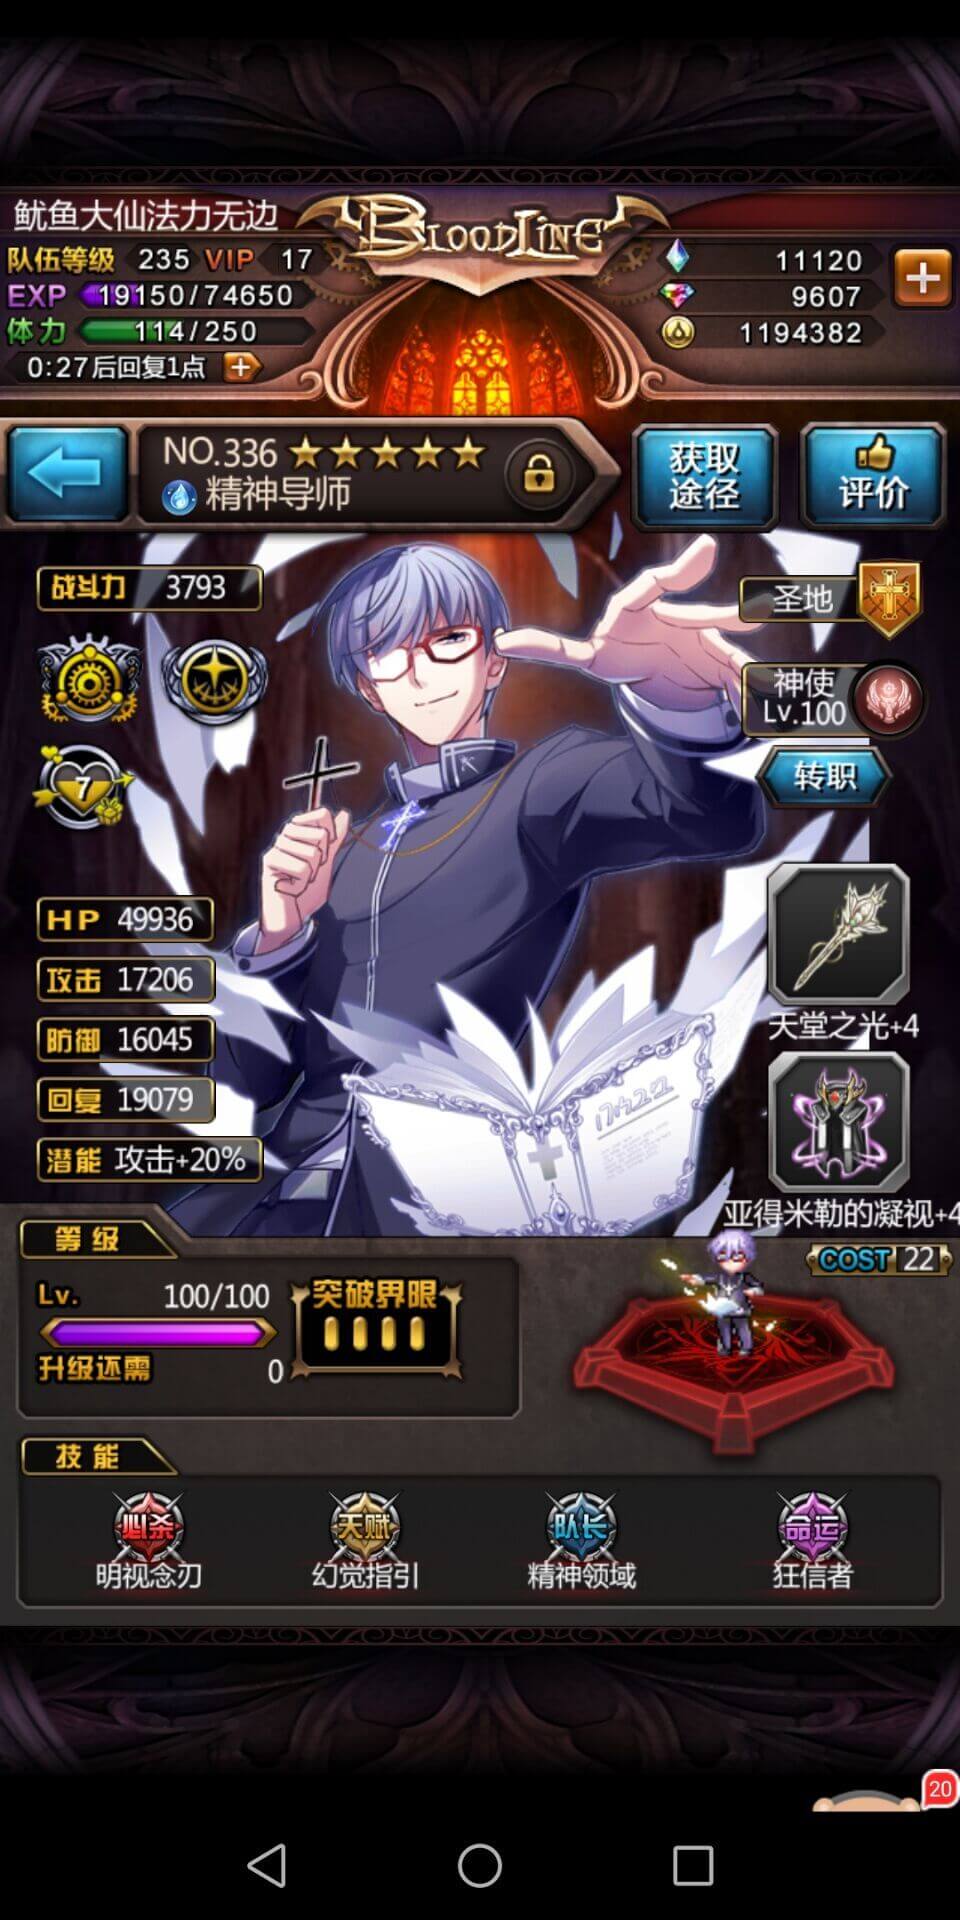 鱿鱼大仙法力无边
BLOODLINE
队伍等级 235 VIP 17
11120
EXP 19150/74650
9607
体力 114/250
1194382
0:27后回复1点
NO.336
精神导师
获取
途径
评价
战斗力 3793
圣地
神使
Lv.100
转职
7
HP 49936
攻击 17206
防御 16045
回复 19079
潜能 攻击+20%
天堂之光+4
亚得米勒的凝视+4
等级
COST 22
Lv. 100/100
突破界限
升级还需 0
技能
必杀 天赋 队长 命运
明视念刃 幻觉指引 精神领域 狂信者
20